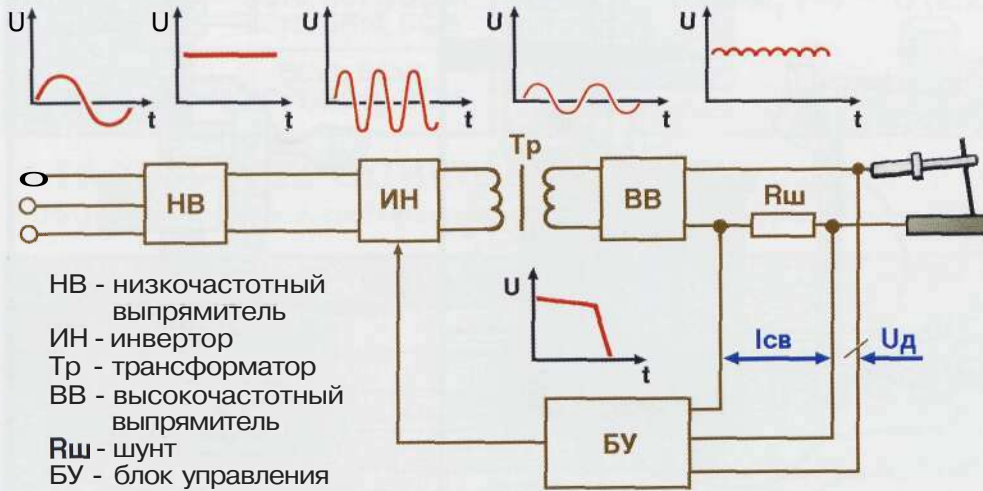 U
U
U
U
U
t
t
t
t
t
Тр
НВ
ИН
ВВ
Rш
НВ - низкочастотный
выпрямитель
ИН - инвертор
Тр - трансформатор
ВВ - высокочастотный
выпрямитель
Rш - шунт
БУ - блок управления
U
t
Iсв
Uд
БУ